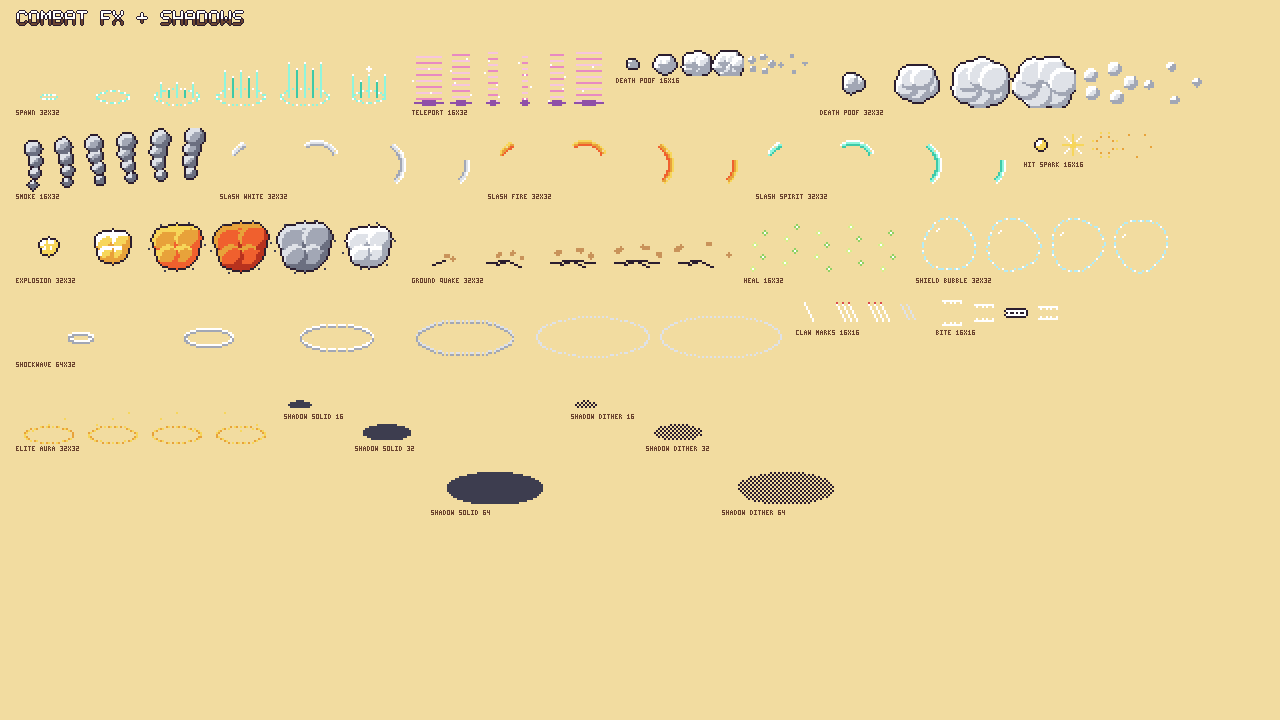 COMBAT FX + SHADOWS
DEATH POOF 16X16
SPAWN 32X32
TELEPORT 16X32
DEATH POOF 32X32
HIT SPARK 16X16
SMOKE 16X32
SLASH WHITE 32X32
SLASH FIRE 32X32
SLASH SPIRIT 32X32
EXPLOSION 32X32
GROUND QUAKE 32X32
HEAL 16X32
SHIELD BUBBLE 32X32
CLAW MARKS 16X16
BITE 16X16
SHOCKWAVE 64X32
SHADOW SOLID 16
SHADOW DITHER 16
ELITE AURA 32X32
SHADOW SOLID 32
SHADOW DITHER 32
SHADOW SOLID 64
SHADOW DITHER 64